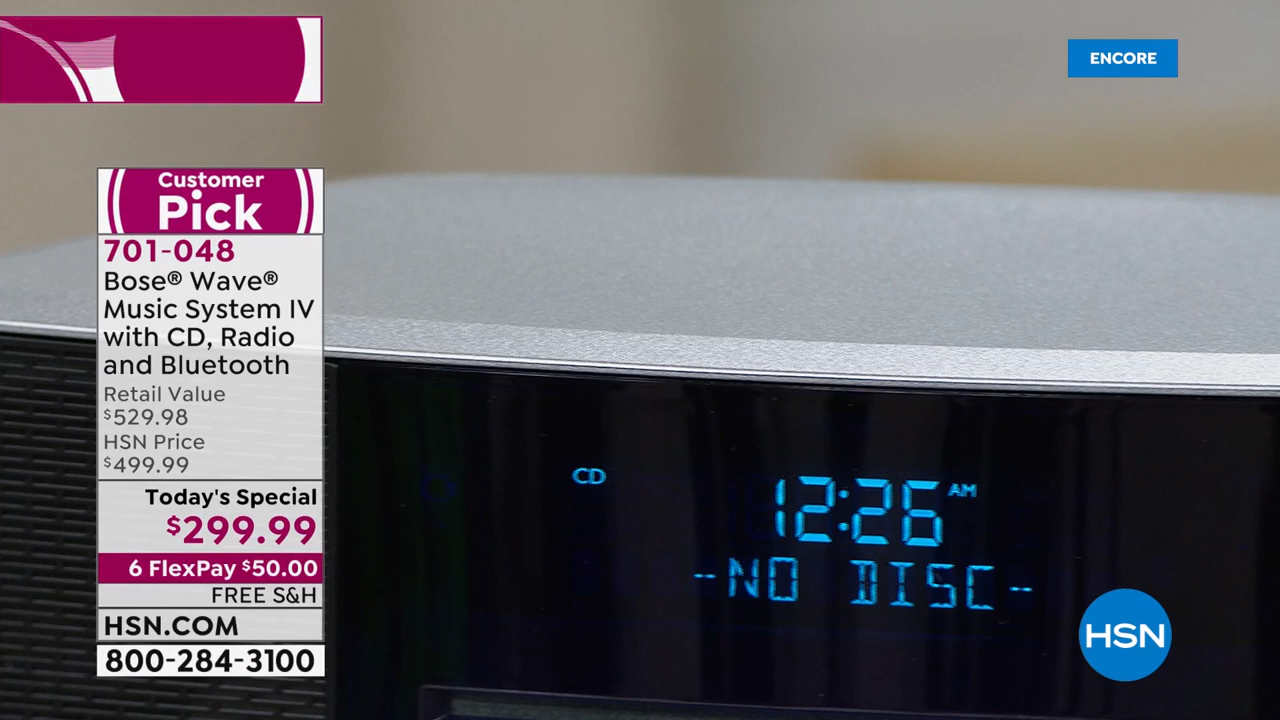 ENCORE
Customer
Pick
701-048
Bose® Wave®
Music System IV
with CD, Radio
and Bluetooth
Retail Value
$529.98
HSN Price
$499.99
Today's Special
$299.99
6 FlexPay $50.00
FREE S&H
HSN.COM
800-284-3100
CD
12:26 AM
-NO DISC-
HSN